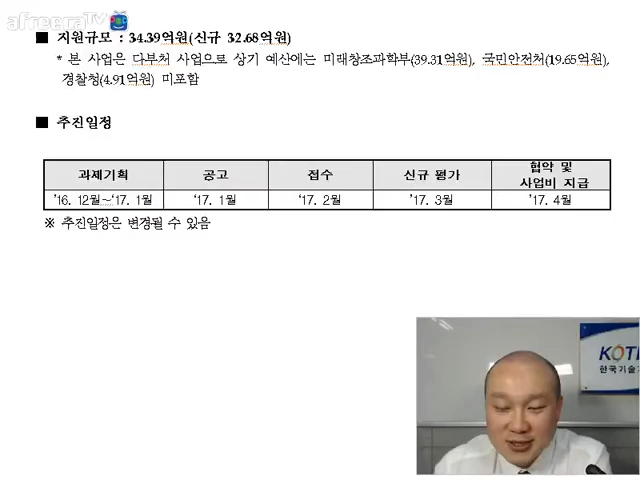 afreecaTV
■ 지원규모 : 34.39억원(신규 32.68억원)
* 본 사업은 다부처 사업으로 상기 예산에는 미래창조과학부(39.31억원), 국민안전처(19.65억원),
경찰청(4.91억원) 미포함
■ 추진일정
과제기획 공고 접수 신규 평가 협약 및
사업비 지급
'16. 12월~'17. 1월 '17. 1월 '17. 2월 '17. 3월 '17. 4월
※ 추진일정은 변경될 수 있음
한국기술